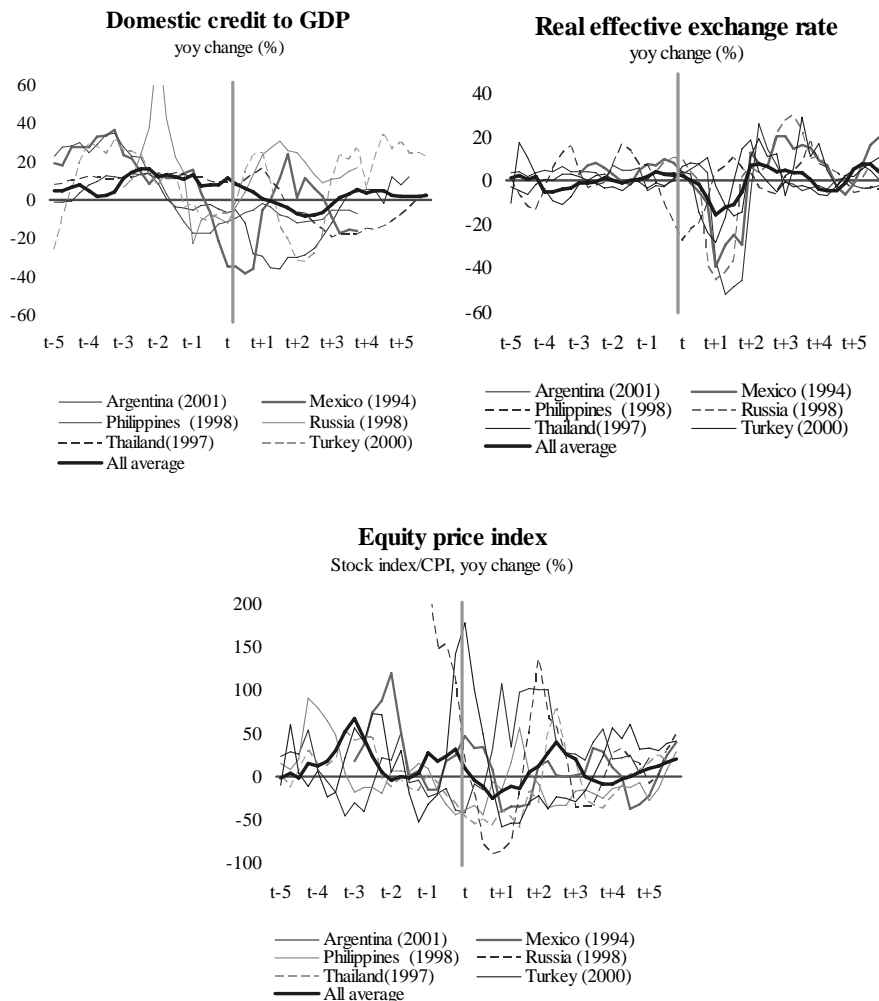 Domestic credit to GDP
yoy change (%)
60
40
20
0
-20
-40
-60
t-5 t-4 t-3 t-2 t-1 t t+1 t+2 t+3 t+4 t+5
Argentina (2001) Mexico (1994)
Philippines (1998) Russia (1998)
Thailand(1997) Turkey (2000)
All average
Real effective exchange rate
yoy change (%)
40
20
0
-20
-40
-60
t-5 t-4 t-3 t-2 t-1 t t+1 t+2 t+3 t+4 t+5
Argentina (2001) Mexico (1994)
Philippines (1998) Russia (1998)
Thailand(1997) Turkey (2000)
All average
Equity price index
Stock index/CPI, yoy change (%)
200
150
100
50
0
-50
-100
t-5 t-4 t-3 t-2 t-1 t t+1 t+2 t+3 t+4 t+5
Argentina (2001) Mexico (1994)
Philippines (1998) Russia (1998)
Thailand(1997) Turkey (2000)
All average